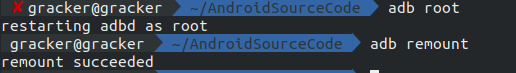 ✘ gracker@gracker ~/AndroidSourceCode adb root
restarting adbd as root
gracker@gracker ~/AndroidSourceCode adb remount
remount succeeded